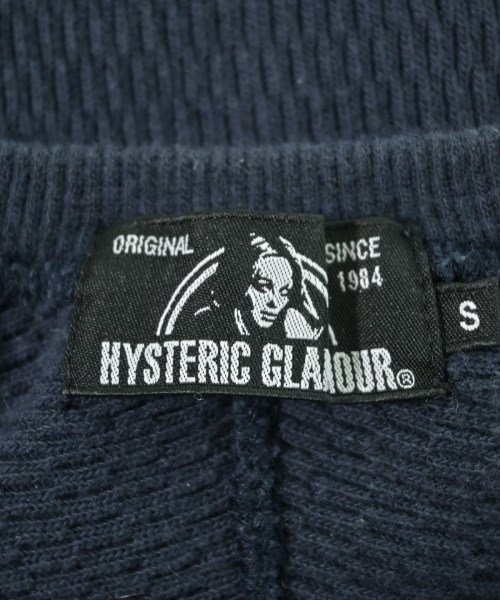 ORIGINAL
SINCE
1984
HYSTERIC GLAMOUR®
S